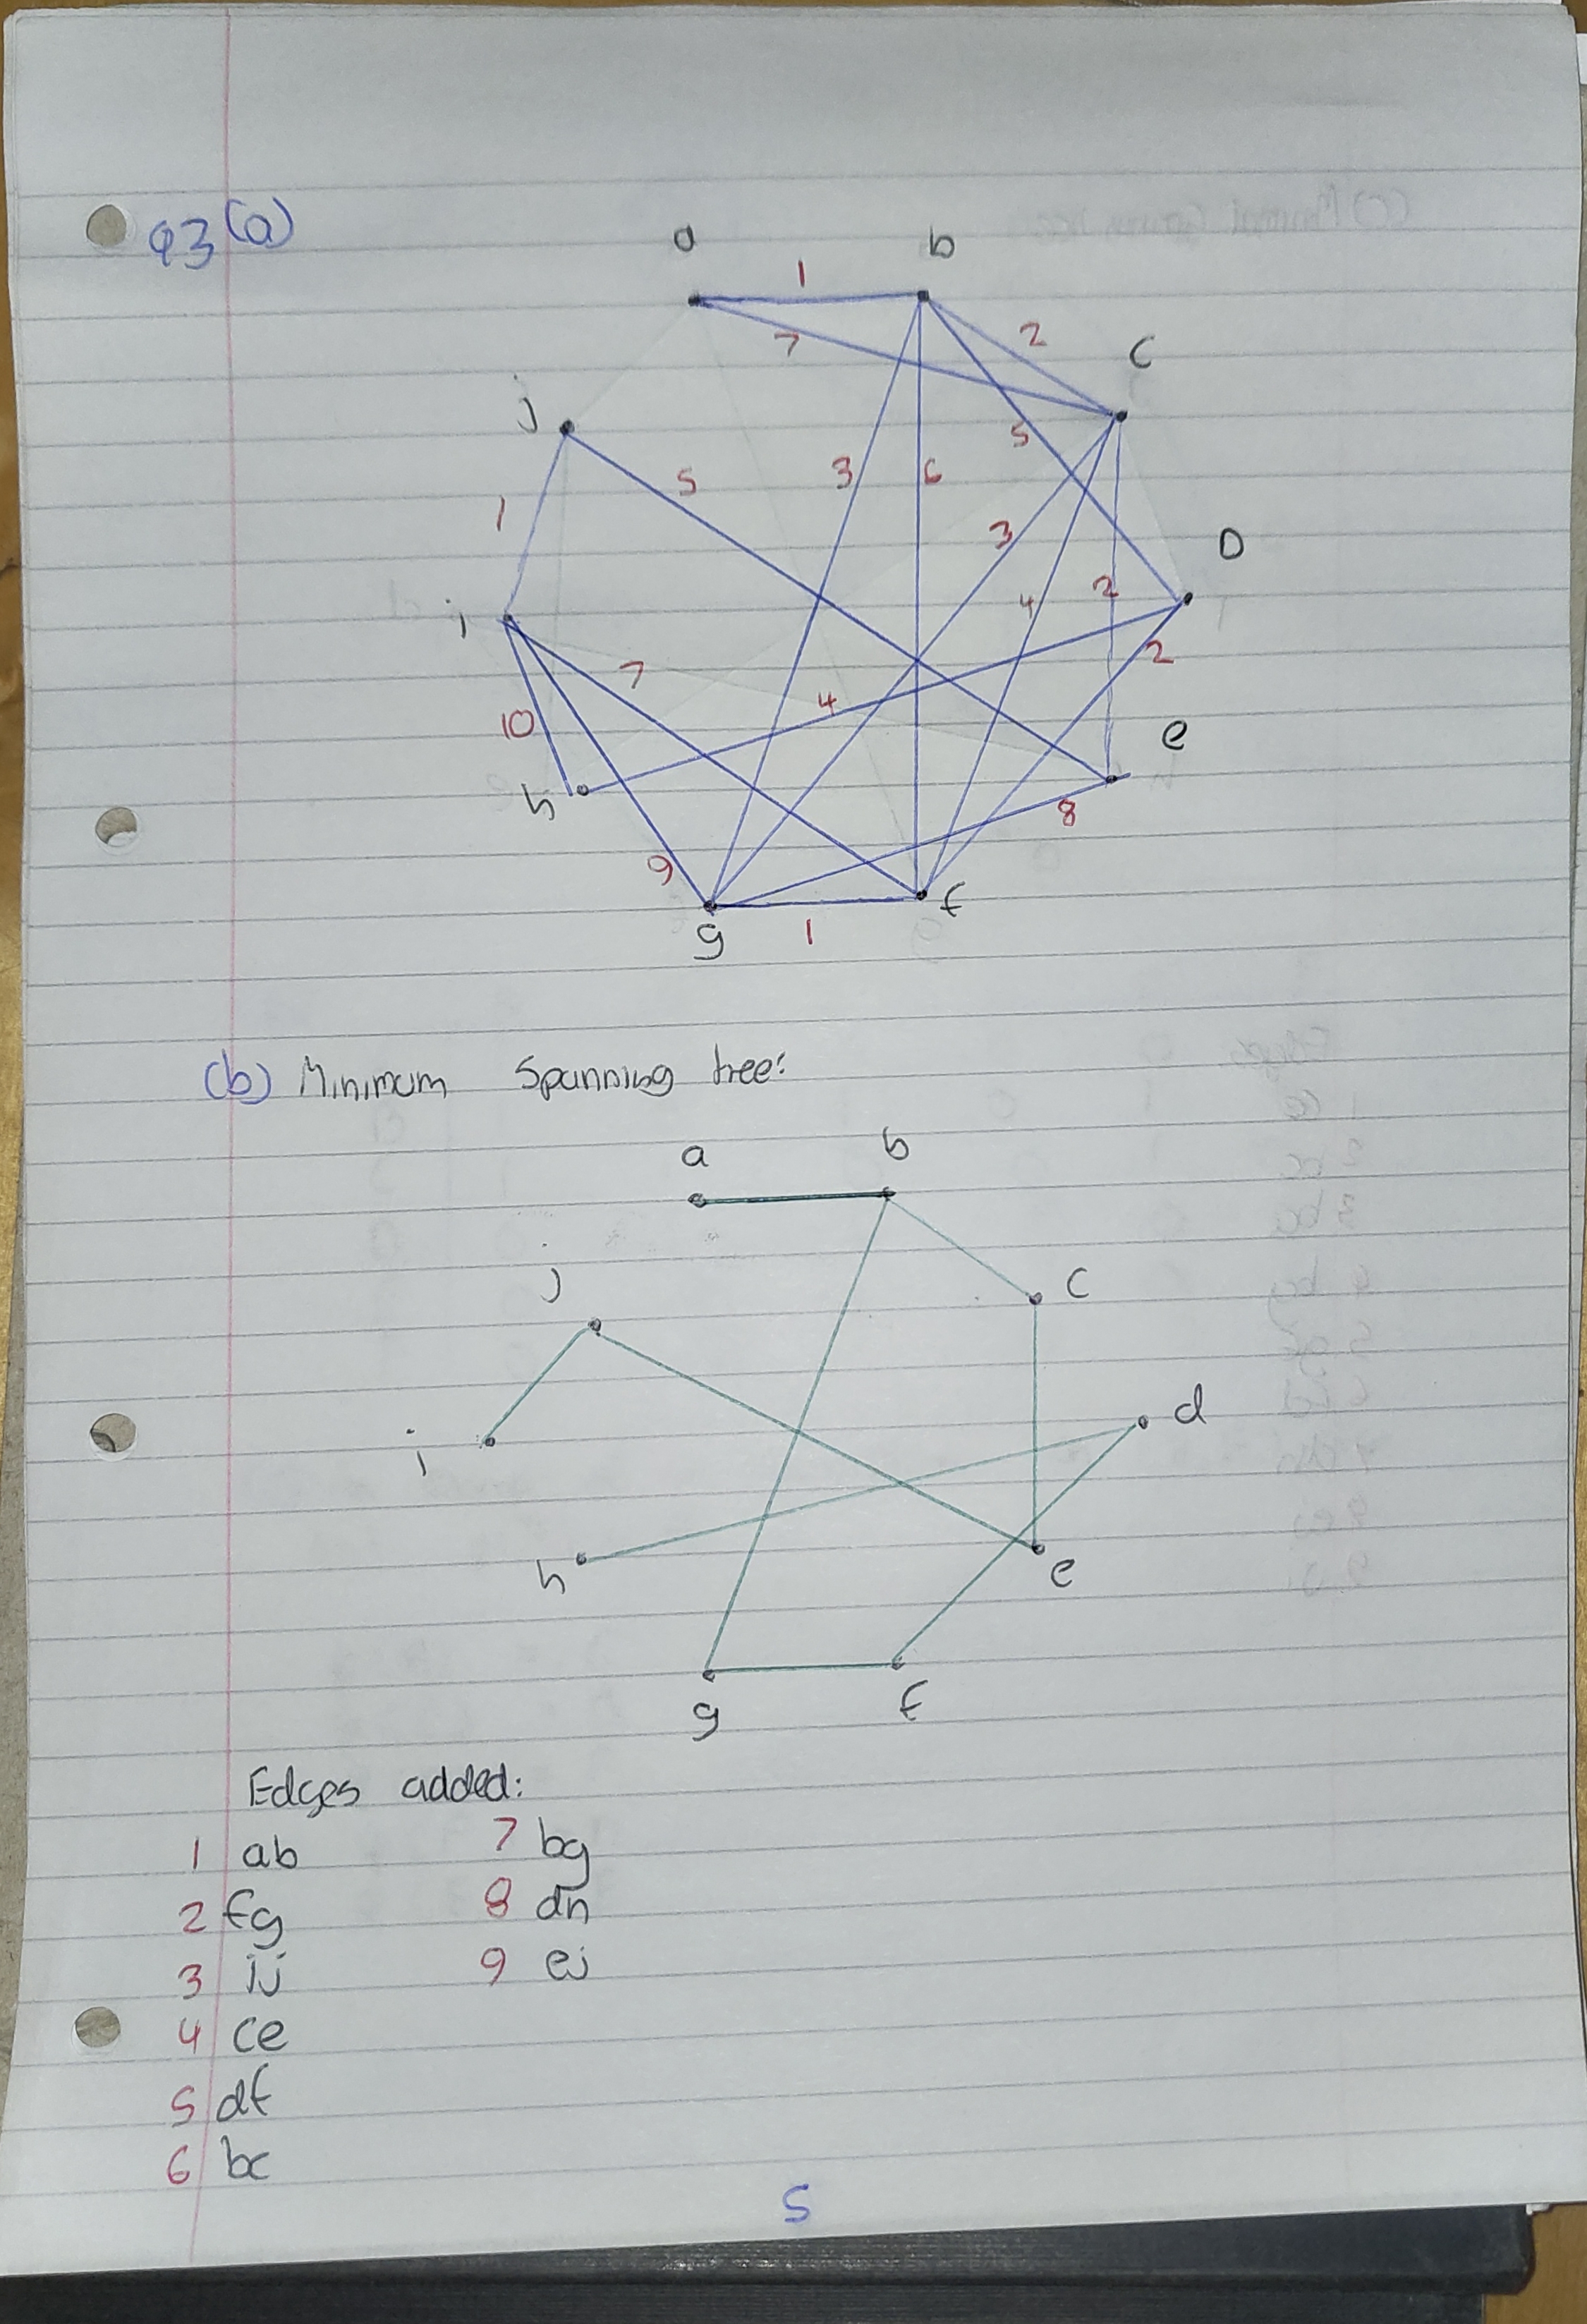 Q3 (a)
a b
1
7 2
c
j
5 3 6 5
1 3
D
4 2
i 2
7
10 4
e
h
8
9
f
g 1
(b) Minimum Spanning tree:
a b
j c
d
i
h e
g f
Edges added:
1 ab 7 bg
2 fg 8 dh
3 ij 9 ej
4 ce
5 df
6 bc
5